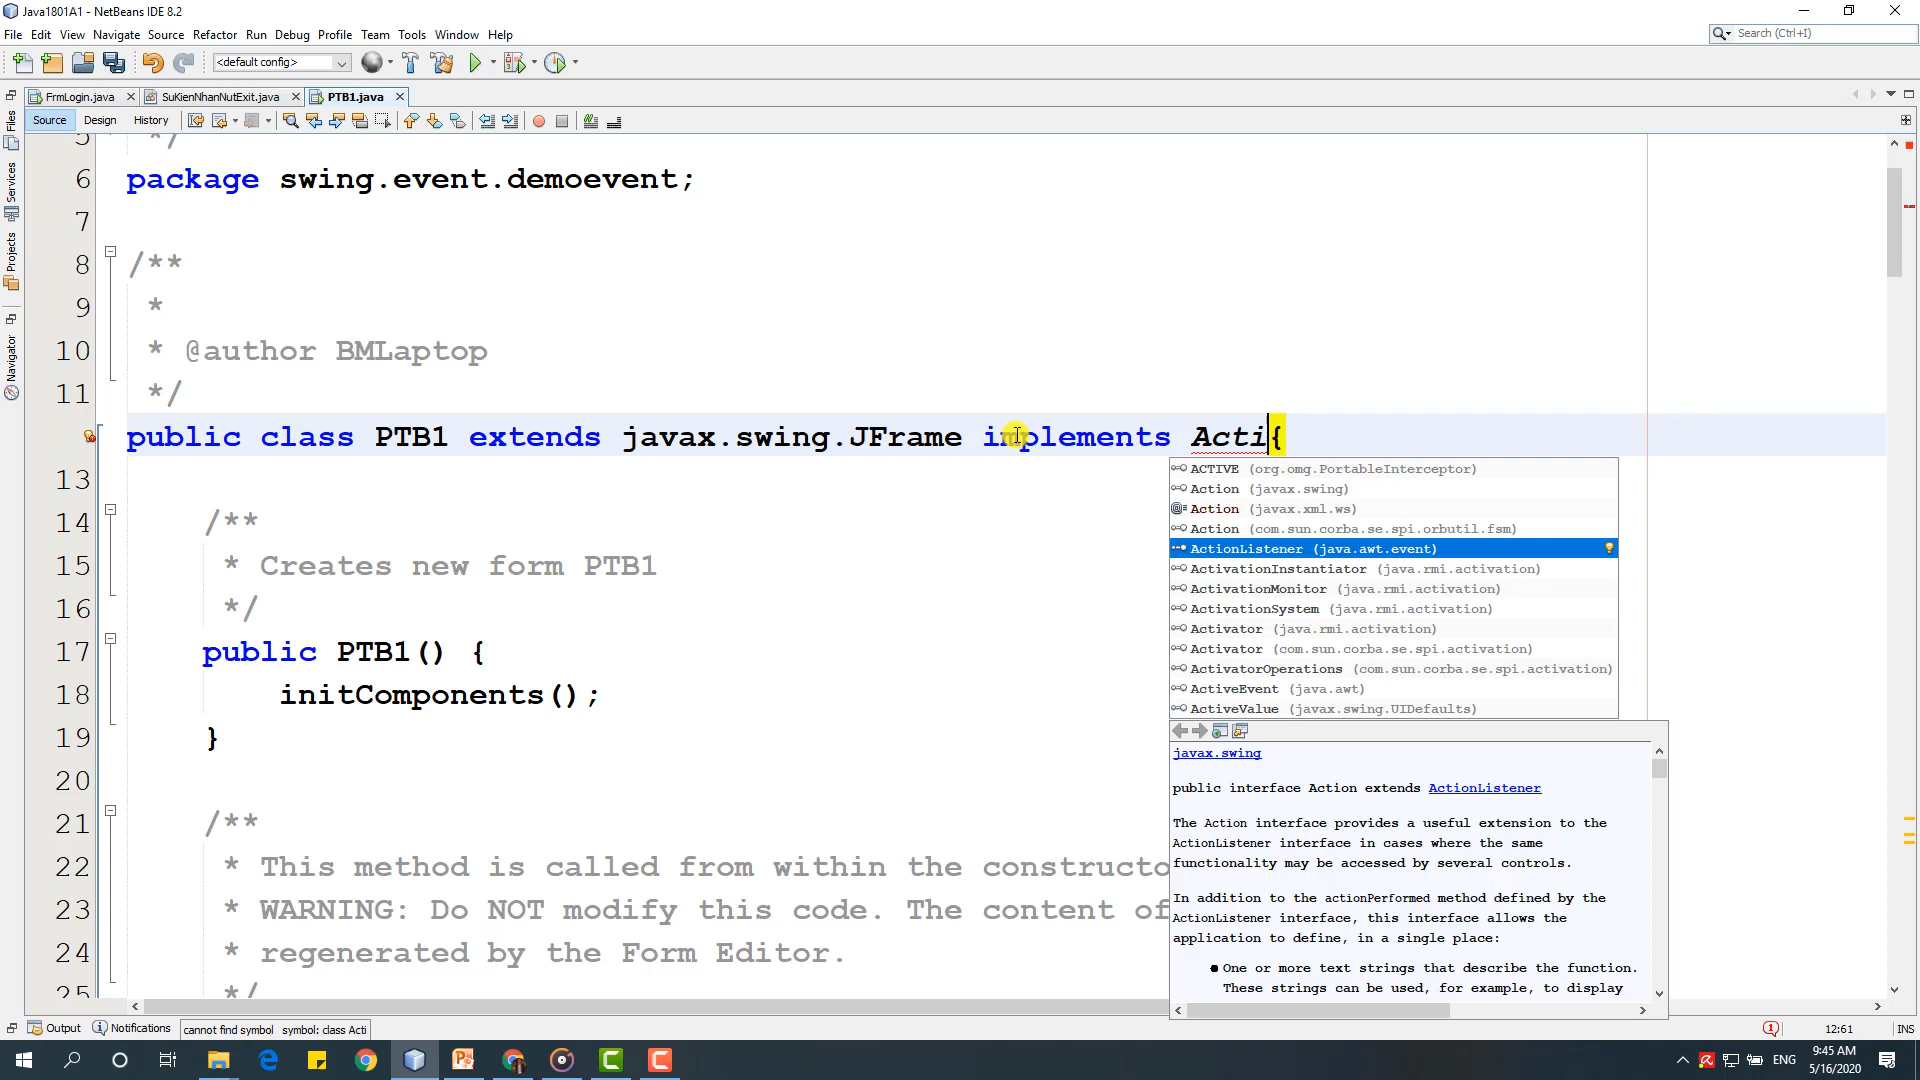 Java1801A1 - NetBeans IDE 8.2
File Edit View Navigate Source Refactor Run Debug Profile Team Tools Window Help
Search (Ctrl+I)
<default config>
FrmLogin.java SuKienNhanNutExit.java PTB1.java
Source Design History
Files
Services
Projects
Navigator
5 */
6 package swing.event.demoevent;
7
8 /**
9 *
10 * @author BMLaptop
11 */
public class PTB1 extends javax.swing.JFrame implements Acti{
13
14 /**
15 * Creates new form PTB1
16 */
17 public PTB1() {
18 initComponents();
19 }
20
21 /**
22 * This method is called from within the constructo
23 * WARNING: Do NOT modify this code. The content of
24 * regenerated by the Form Editor.
25 */
ACTIVE (org.omg.PortableInterceptor)
Action (javax.swing)
Action (javax.xml.ws)
Action (com.sun.corba.se.spi.orbutil.fsm)
ActionListener (java.awt.event)
ActivationInstantiator (java.rmi.activation)
ActivationMonitor (java.rmi.activation)
ActivationSystem (java.rmi.activation)
Activator (java.rmi.activation)
Activator (com.sun.corba.se.spi.activation)
ActivatorOperations (com.sun.corba.se.spi.activation)
ActiveEvent (java.awt)
ActiveValue (javax.swing.UIDefaults)
javax.swing
public interface Action extends ActionListener
The Action interface provides a useful extension to the
ActionListener interface in cases where the same
functionality may be accessed by several controls.
In addition to the actionPerformed method defined by the
ActionListener interface, this interface allows the
application to define, in a single place:
One or more text strings that describe the function.
These strings can be used, for example, to display
Output Notifications cannot find symbol symbol: class Acti
1 12:61 INS
ENG 9:45 AM
5/16/2020